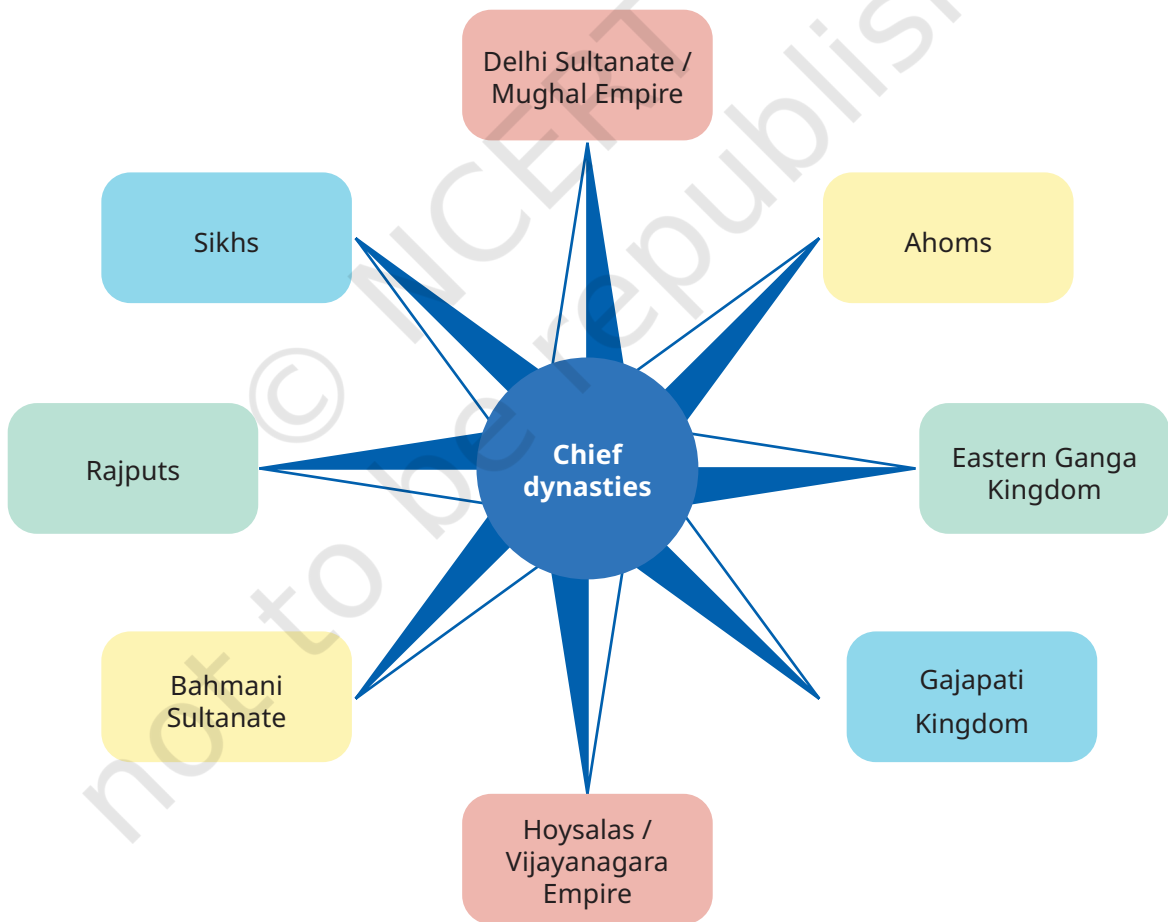 Delhi Sultanate /
Mughal Empire
Sikhs
Ahoms
Rajputs
Chief
dynasties
Eastern Ganga
Kingdom
Bahmani
Sultanate
Gajapati
Kingdom
Hoysalas /
Vijayanagara
Empire
© NCERT
not to be republis